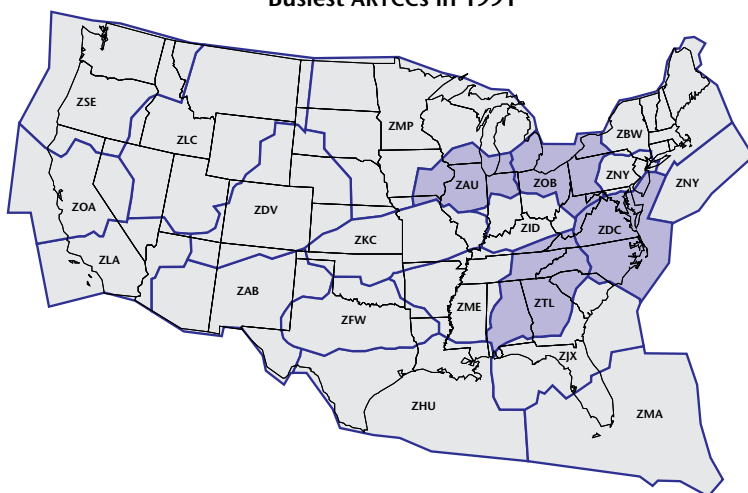 Busiest ARTCCs in 1991
ZSE
ZLC
ZMP
ZBW
ZAU
ZOB
ZNY
ZNY
ZOA
ZDV
ZKC
ZID
ZDC
ZLA
ZAB
ZFW
ZME
ZTL
ZJX
ZHU
ZMA